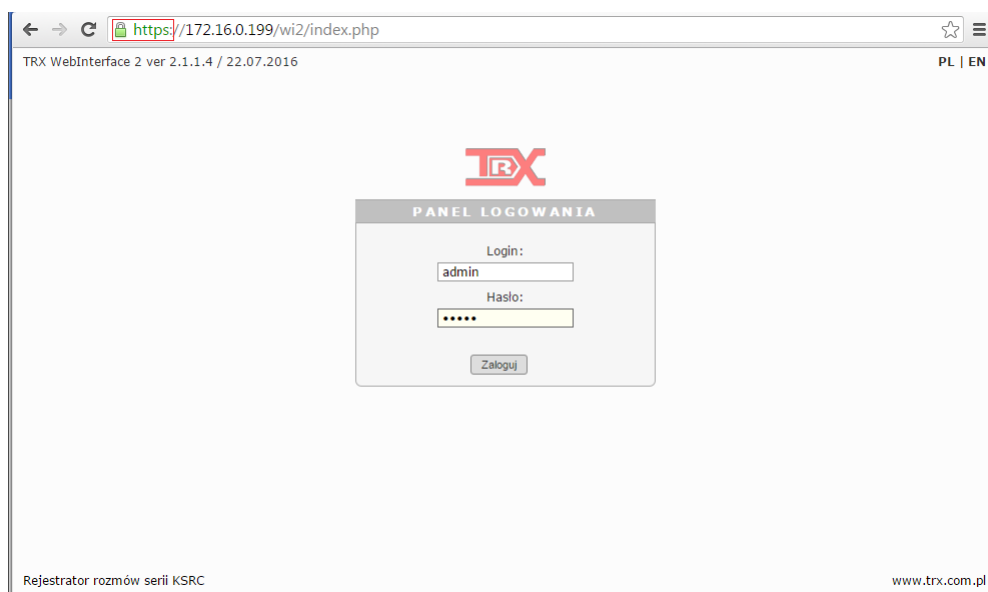 https://172.16.0.199/wi2/index.php
TRX WebInterface 2 ver 2.1.1.4 / 22.07.2016
PL | EN
TRX
PANEL LOGOWANIA
Login:
admin
Hasło:
•••••
Zaloguj
Rejestrator rozmów serii KSRC
www.trx.com.pl